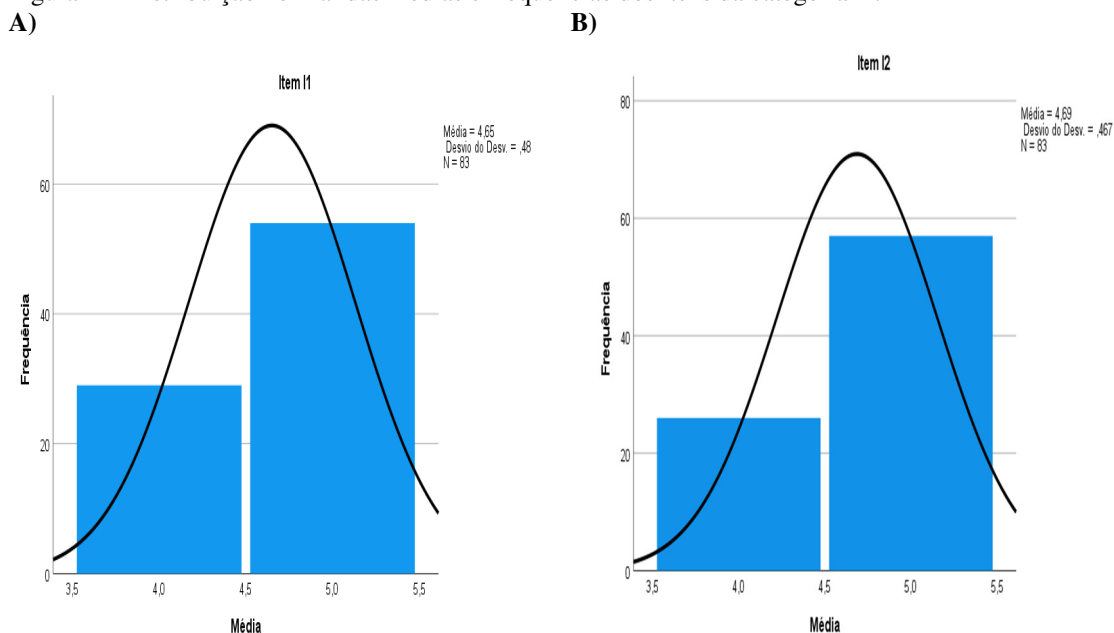 A)
B)
Item I1
Média = 4,65
Desvio do Desv. = ,48
N = 83
Frequência
60
40
20
0
3,5 4,0 4,5 5,0 5,5
Média
Item I2
Média = 4,69
Desvio do Desv. = ,467
N = 83
Frequência
80
60
40
20
0
3,5 4,0 4,5 5,0 5,5
Média